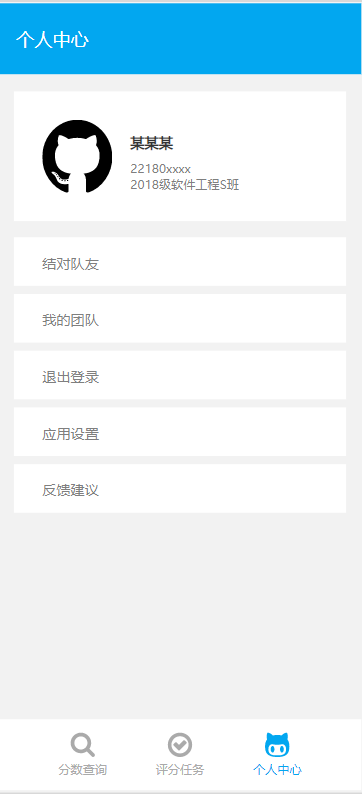 个人中心
某某某
22180xxxx
2018级软件工程S班
结对队友
我的团队
退出登录
应用设置
反馈建议
分数查询
评分任务
个人中心